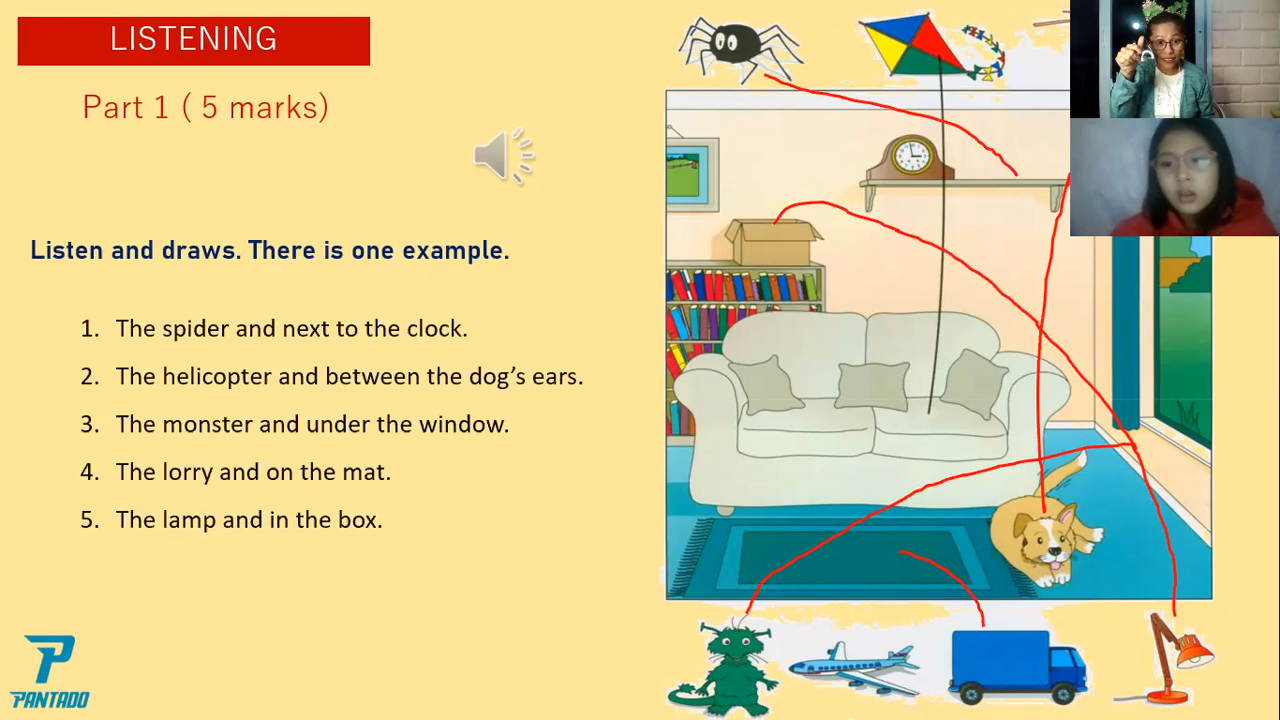 LISTENING
Part 1 ( 5 marks)
Listen and draws. There is one example.
1. The spider and next to the clock.
2. The helicopter and between the dog’s ears.
3. The monster and under the window.
4. The lorry and on the mat.
5. The lamp and in the box.
PANTADO